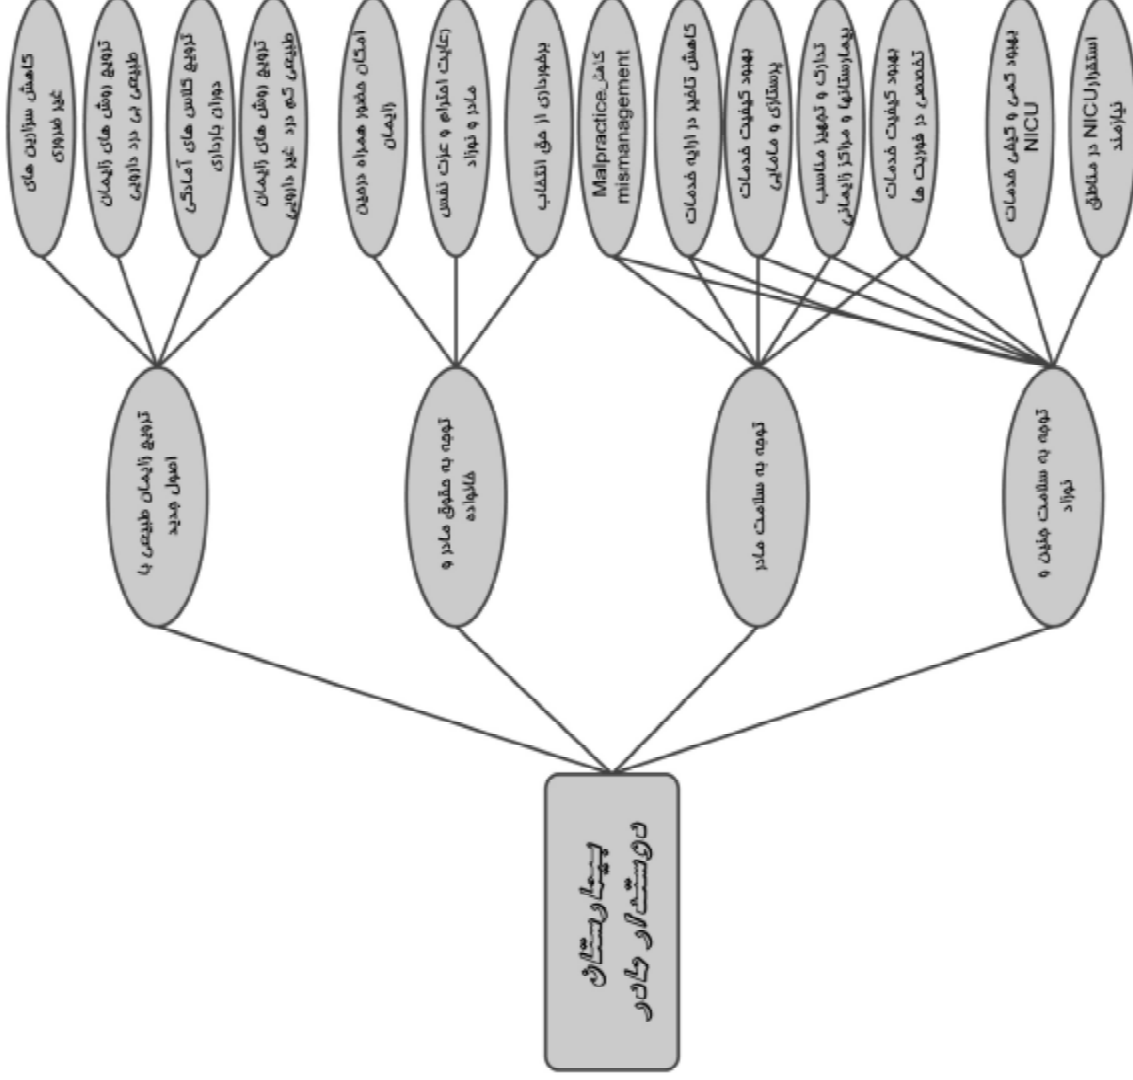 بیمارستان
دوستدار مادر
ترویج زایمان طبیعی با
اصول جدید
توجه به حقوق مادر و
خانواده
توجه به سلامت مادر
توجه به سلامت جنین و
نوزاد
کاهش سزارین های
غیر ضروری
ترویج روش های زایمان
طبیعی بی درد دارویی
ترویج کلاس های آمادگی
دوران بارداری
ترویج روش های زایمان
طبیعی کم درد غیر دارویی
امکان حضور همراه درحین
زایمان
رعایت احترام و عزت نفس
مادر و نوزاد
برخورداری از حق انتخاب
کاهش Malpractice
mismanagement
کاهش تاخیر در ارایه خدمات
بهبود کیفیت خدمات
پرستاری و مامایی
تدارک و تجهیز مناسب
بیمارستانها و مراکز زایمانی
بهبود کیفیت خدمات
تخصصی در فوریت ها
بهبود کمی و کیفی خدمات
NICU
استقرار NICU در مناطق
نیازمند